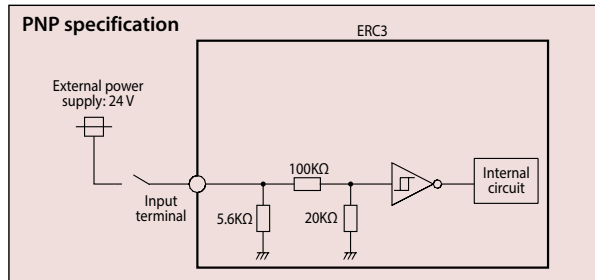 PNP specification
ERC3
External power
supply: 24 V
100KΩ
Internal
circuit
Input
terminal
5.6KΩ
20KΩ